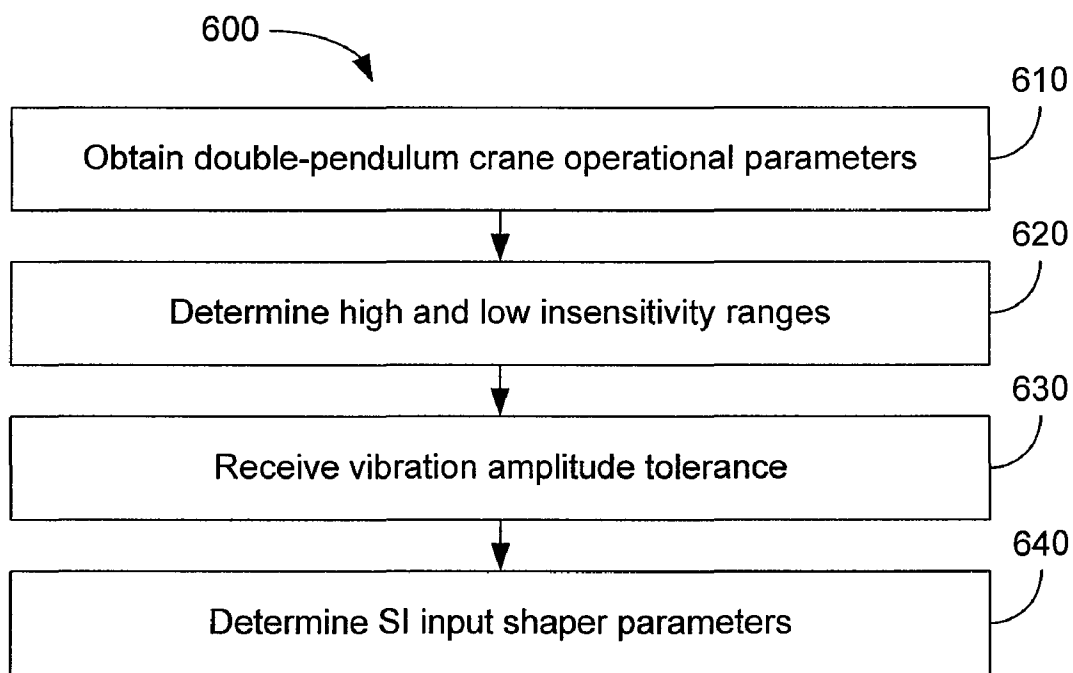 600
610
Obtain double-pendulum crane operational parameters
620
Determine high and low insensitivity ranges
630
Receive vibration amplitude tolerance
640
Determine SI input shaper parameters